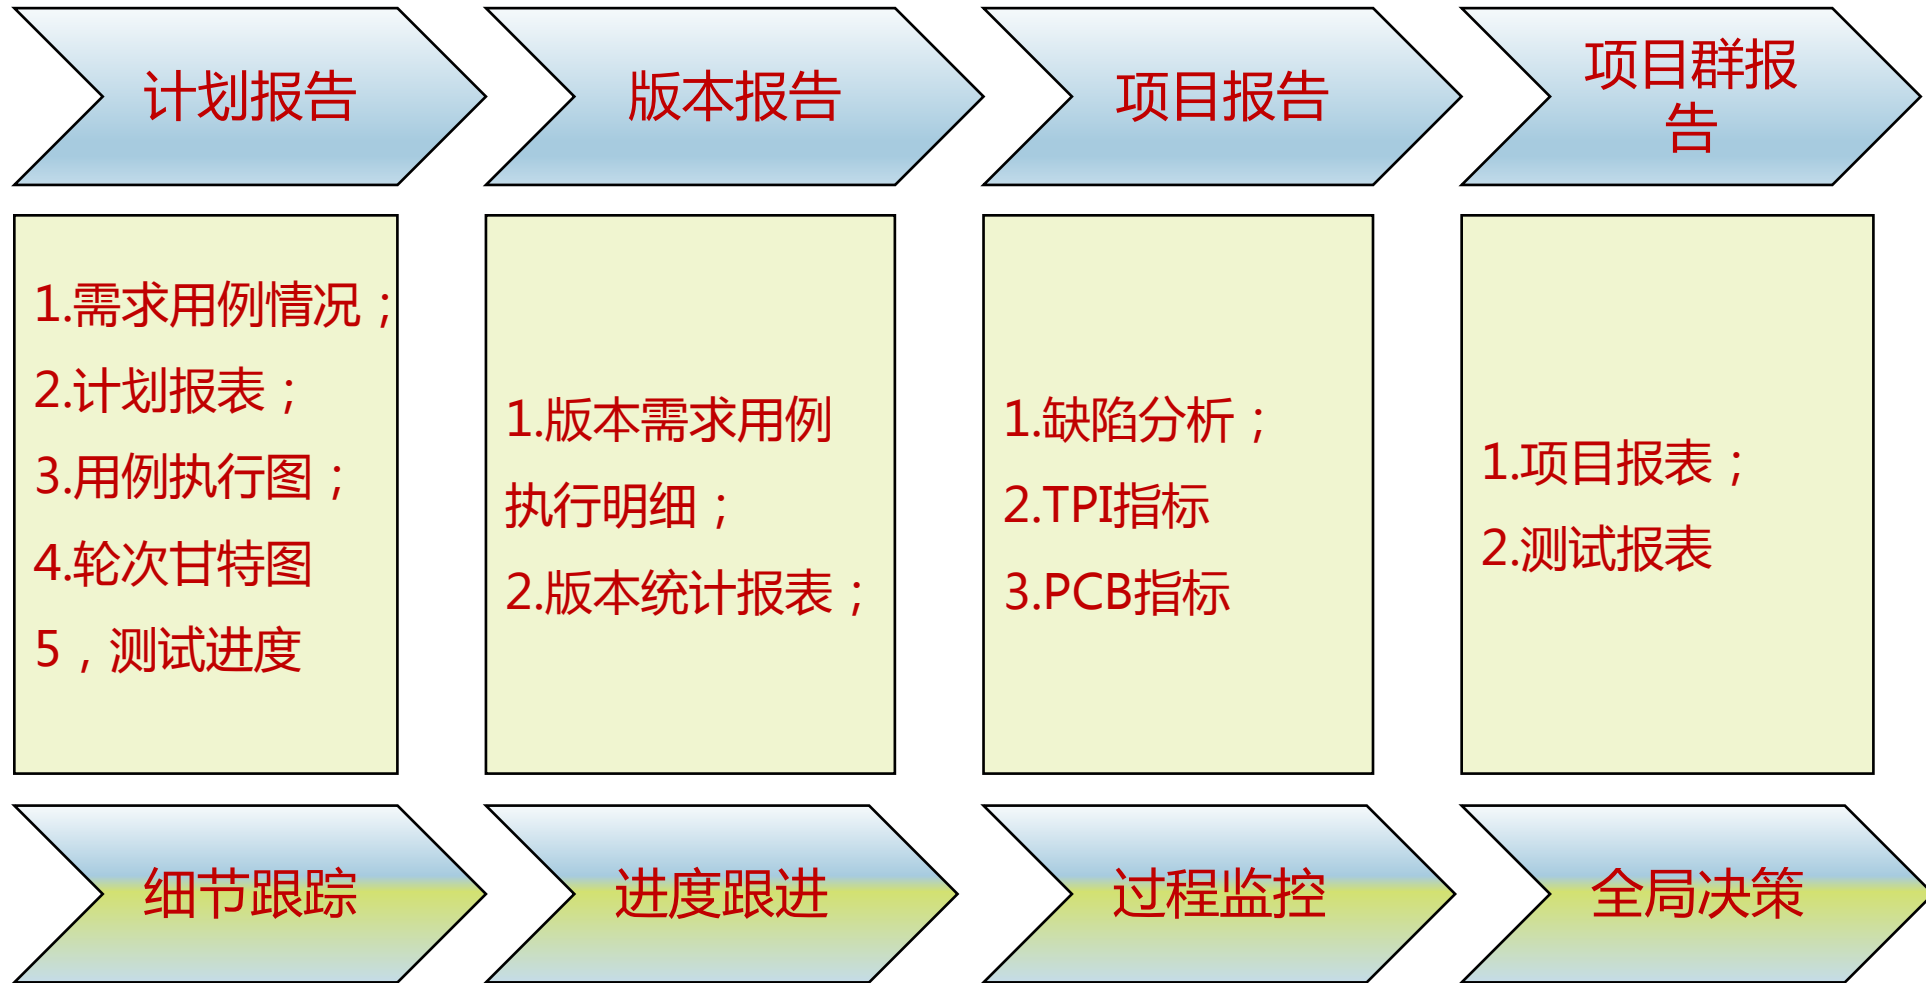 计划报告
版本报告
项目报告
项目群报
告
1.需求用例情况；
2.计划报表；
3.用例执行图；
4.轮次甘特图
5，测试进度
1.版本需求用例
执行明细；
2.版本统计报表；
1.缺陷分析；
2.TPI指标
3.PCB指标
1.项目报表；
2.测试报表
细节跟踪
进度跟进
过程监控
全局决策